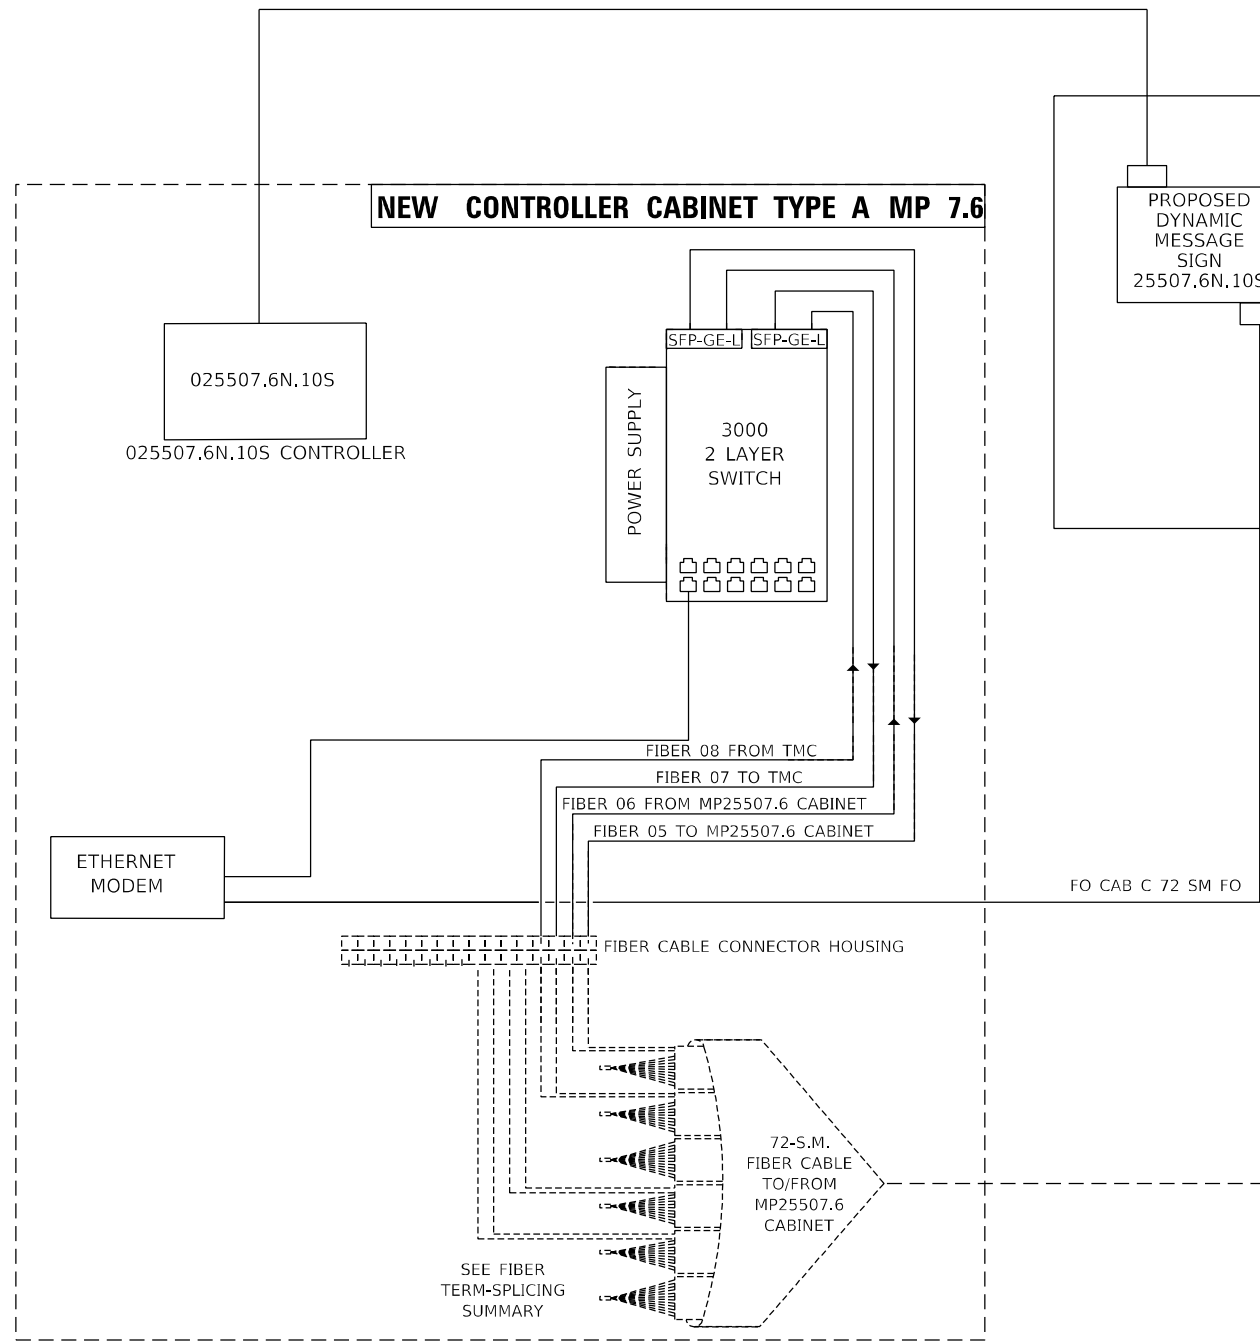 NEW CONTROLLER CABINET TYPE A MP 7.6
PROPOSED
DYNAMIC
MESSAGE
SIGN
25507.6N.10S
SFP-GE-L
SFP-GE-L
025507.6N.10S
025507.6N.10S CONTROLLER
POWER SUPPLY
3000
2 LAYER
SWITCH
FIBER 08 FROM TMC
FIBER 07 TO TMC
FIBER 06 FROM MP25507.6 CABINET
FIBER 05 TO MP25507.6 CABINET
ETHERNET
MODEM
FO CAB C 72 SM FO
FIBER CABLE CONNECTOR HOUSING
72-S.M.
FIBER CABLE
TO/FROM
MP25507.6
CABINET
SEE FIBER
TERM-SPLICING
SUMMARY